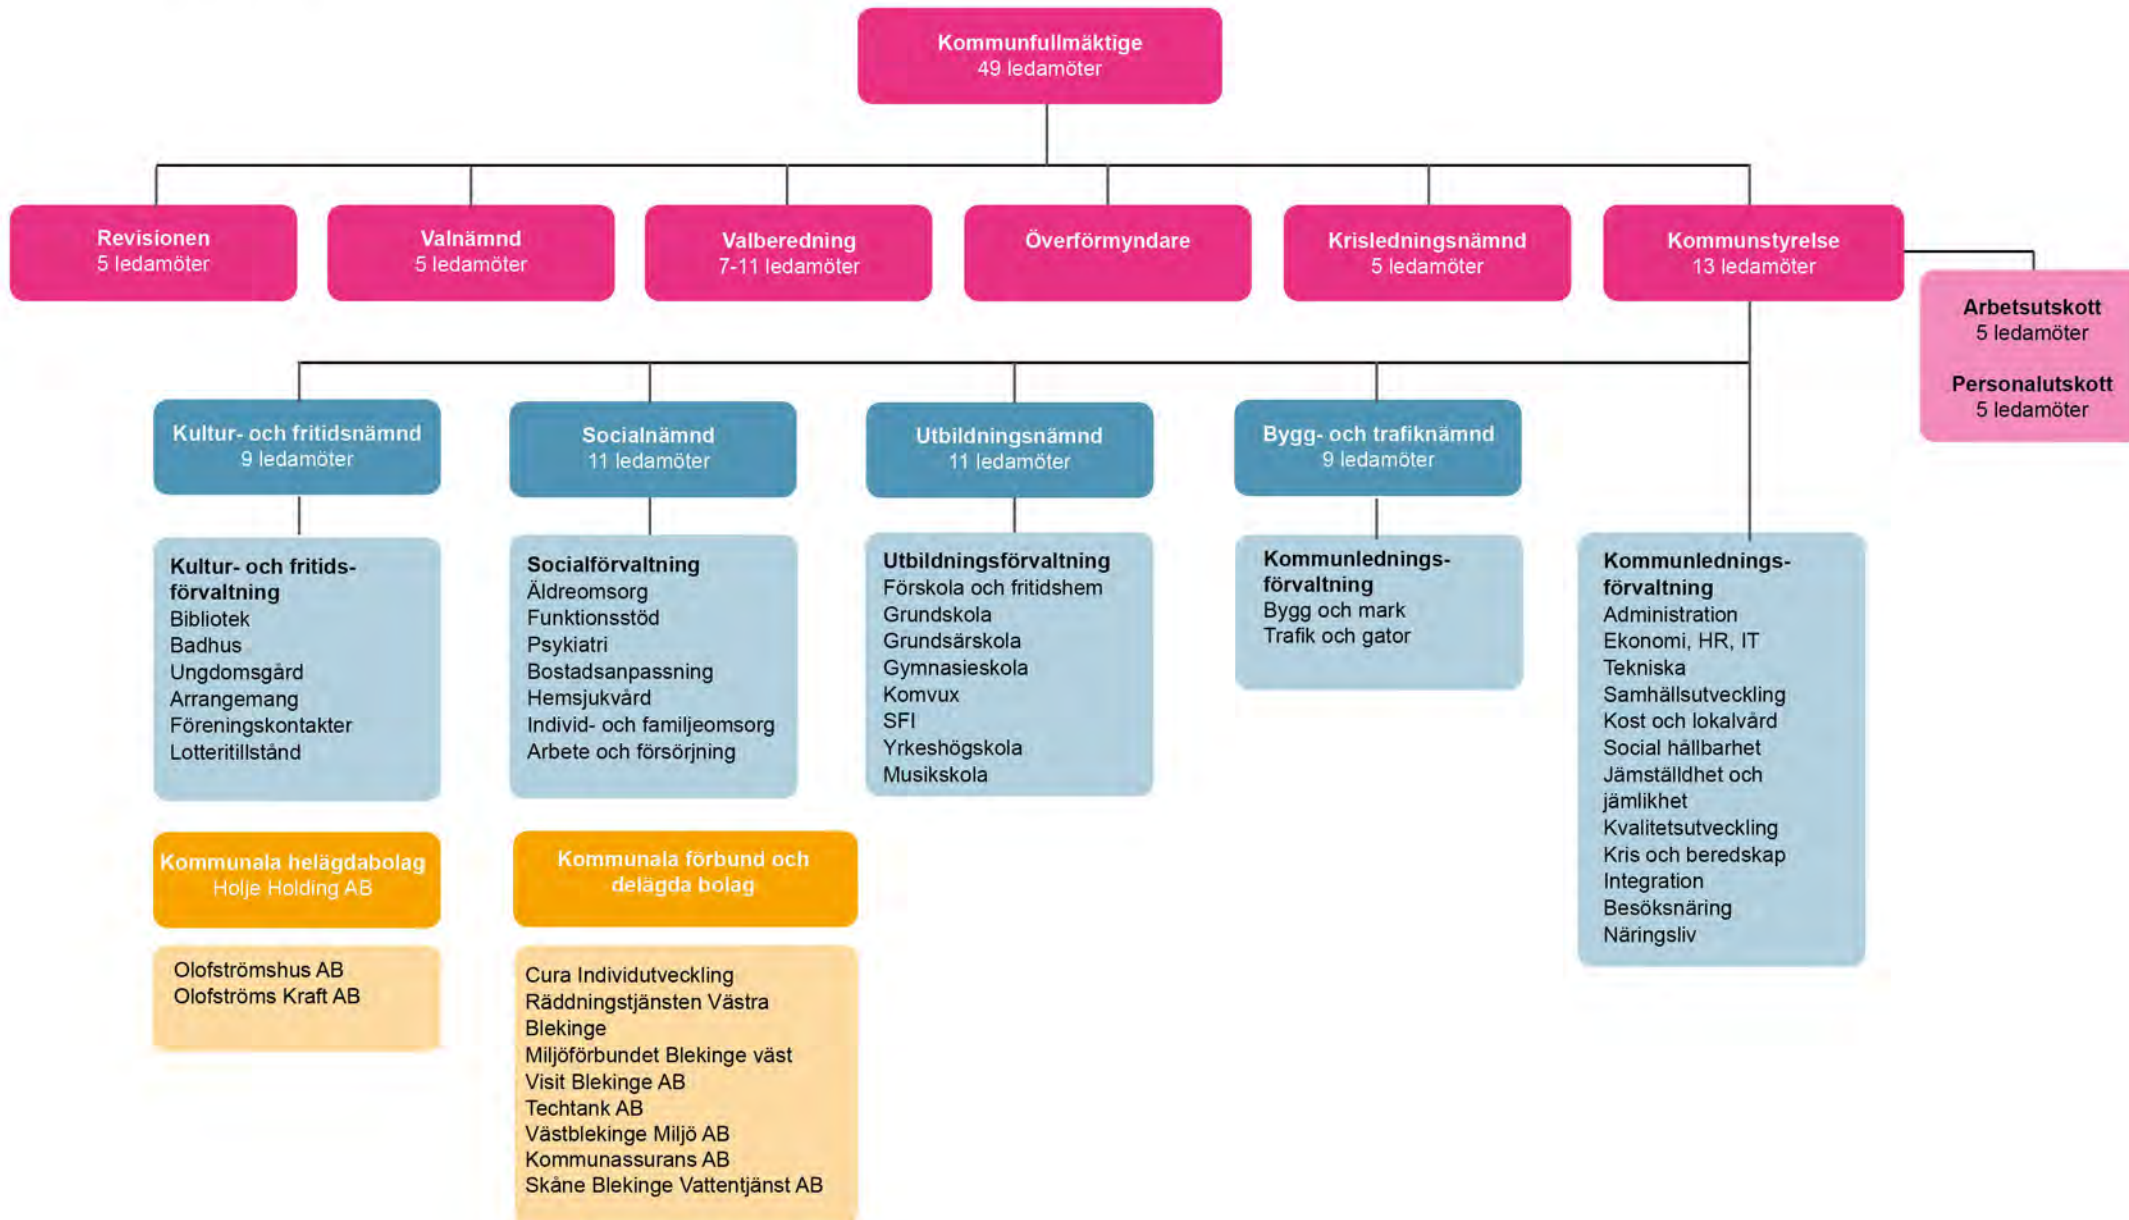 Kommunfullmäktige
49 ledamöter
Revisionen
5 ledamöter
Valnämnd
5 ledamöter
Valberedning
7-11 ledamöter
Överförmyndare
Krisledningsnämnd
5 ledamöter
Kommunstyrelse
13 ledamöter
Arbetsutskott
5 ledamöter
Personalutskott
5 ledamöter
Kultur- och fritidsnämnd
9 ledamöter
Socialnämnd
11 ledamöter
Utbildningsnämnd
11 ledamöter
Bygg- och trafiknämnd
9 ledamöter
Kultur- och fritids-
förvaltning
Bibliotek
Badhus
Ungdomsgård
Arrangemang
Föreningskontakter
Lotteritillstånd
Socialförvaltning
Äldreomsorg
Funktionsstöd
Psykiatri
Bostadsanpassning
Hemsjukvård
Individ- och familjeomsorg
Arbete och försörjning
Utbildningsförvaltning
Förskola och fritidshem
Grundskola
Grundsärskola
Gymnasieskola
Komvux
SFI
Yrkeshögskola
Musikskola
Kommunlednings-
förvaltning
Bygg och mark
Trafik och gator
Kommunlednings-
förvaltning
Administration
Ekonomi, HR, IT
Tekniska
Samhällsutveckling
Kost och lokalvård
Social hållbarhet
Jämställdhet och
jämlikhet
Kvalitetsutveckling
Kris och beredskap
Integration
Besöksnäring
Näringsliv
Kommunala helägdabolag
Holje Holding AB
Olofströmshus AB
Olofströms Kraft AB
Kommunala förbund och
delägda bolag
Cura Individutveckling
Räddningstjänsten Västra
Blekinge
Miljöförbundet Blekinge väst
Visit Blekinge AB
Techtank AB
Västblekinge Miljö AB
Kommunassurans AB
Skåne Blekinge Vattentjänst AB